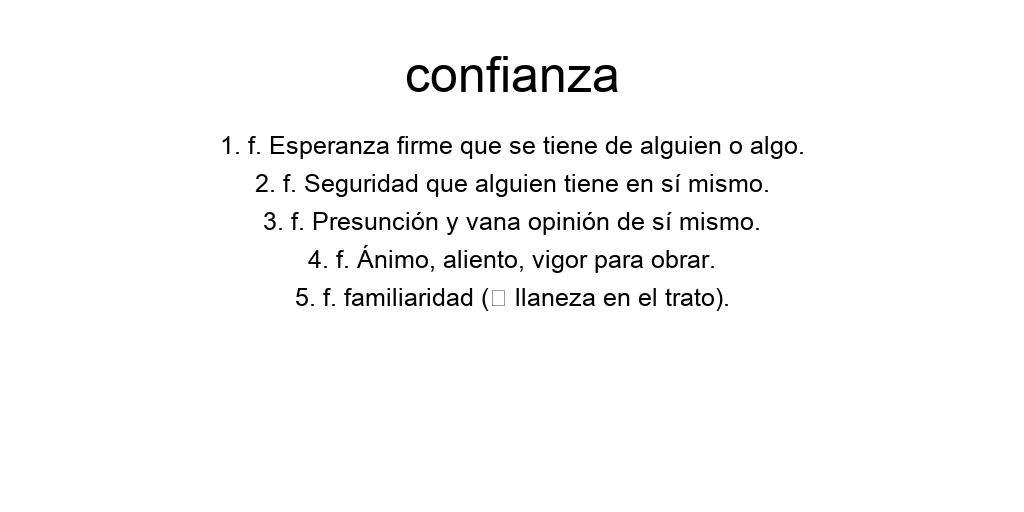 confianza
1. f. Esperanza firme que se tiene de alguien o algo.
2. f. Seguridad que alguien tiene en sí mismo.
3. f. Presunción y vana opinión de sí mismo.
4. f. Ánimo, aliento, vigor para obrar.
5. f. familiaridad (□ llaneza en el trato).